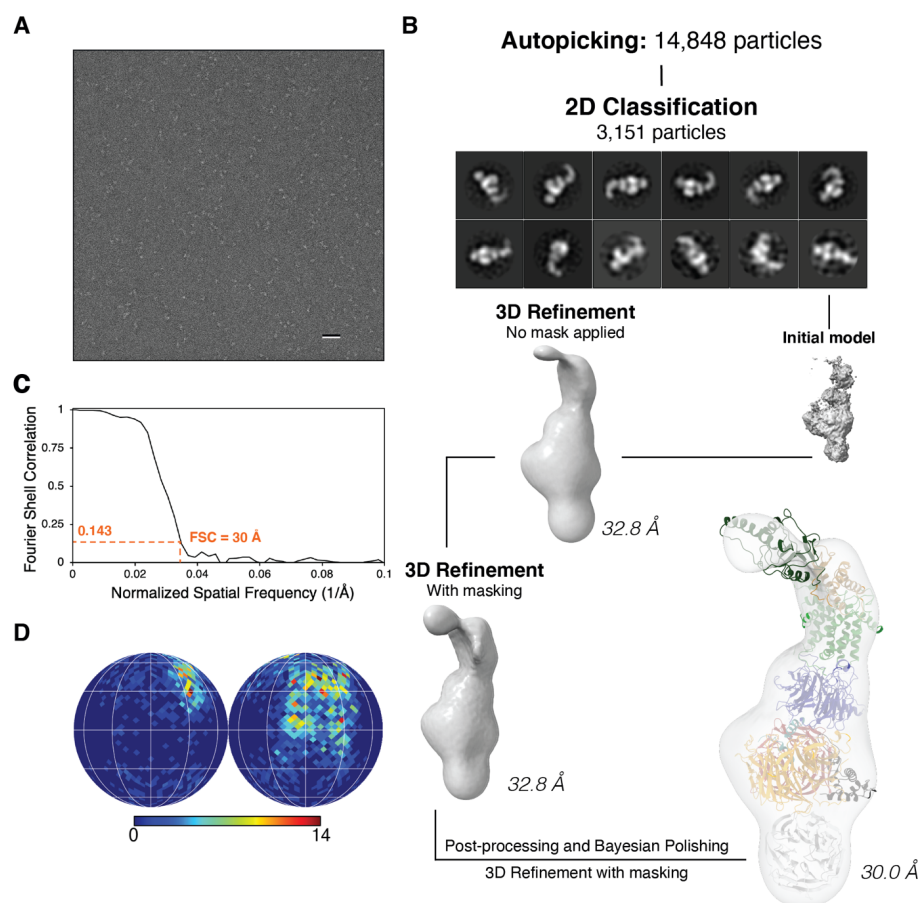 A
B
Autopicking: 14,848 particles
2D Classification
3,151 particles
3D Refinement
No mask applied
Initial model
32.8 Å
C
Fourier Shell Correlation
1
0.75
0.5
0.25
0
0.143
FSC = 30 Å
0
0.02
0.04
0.06
0.08
0.1
Normalized Spatial Frequency (1/Å)
3D Refinement
With masking
32.8 Å
D
0
14
Post-processing and Bayesian Polishing
3D Refinement with masking
30.0 Å